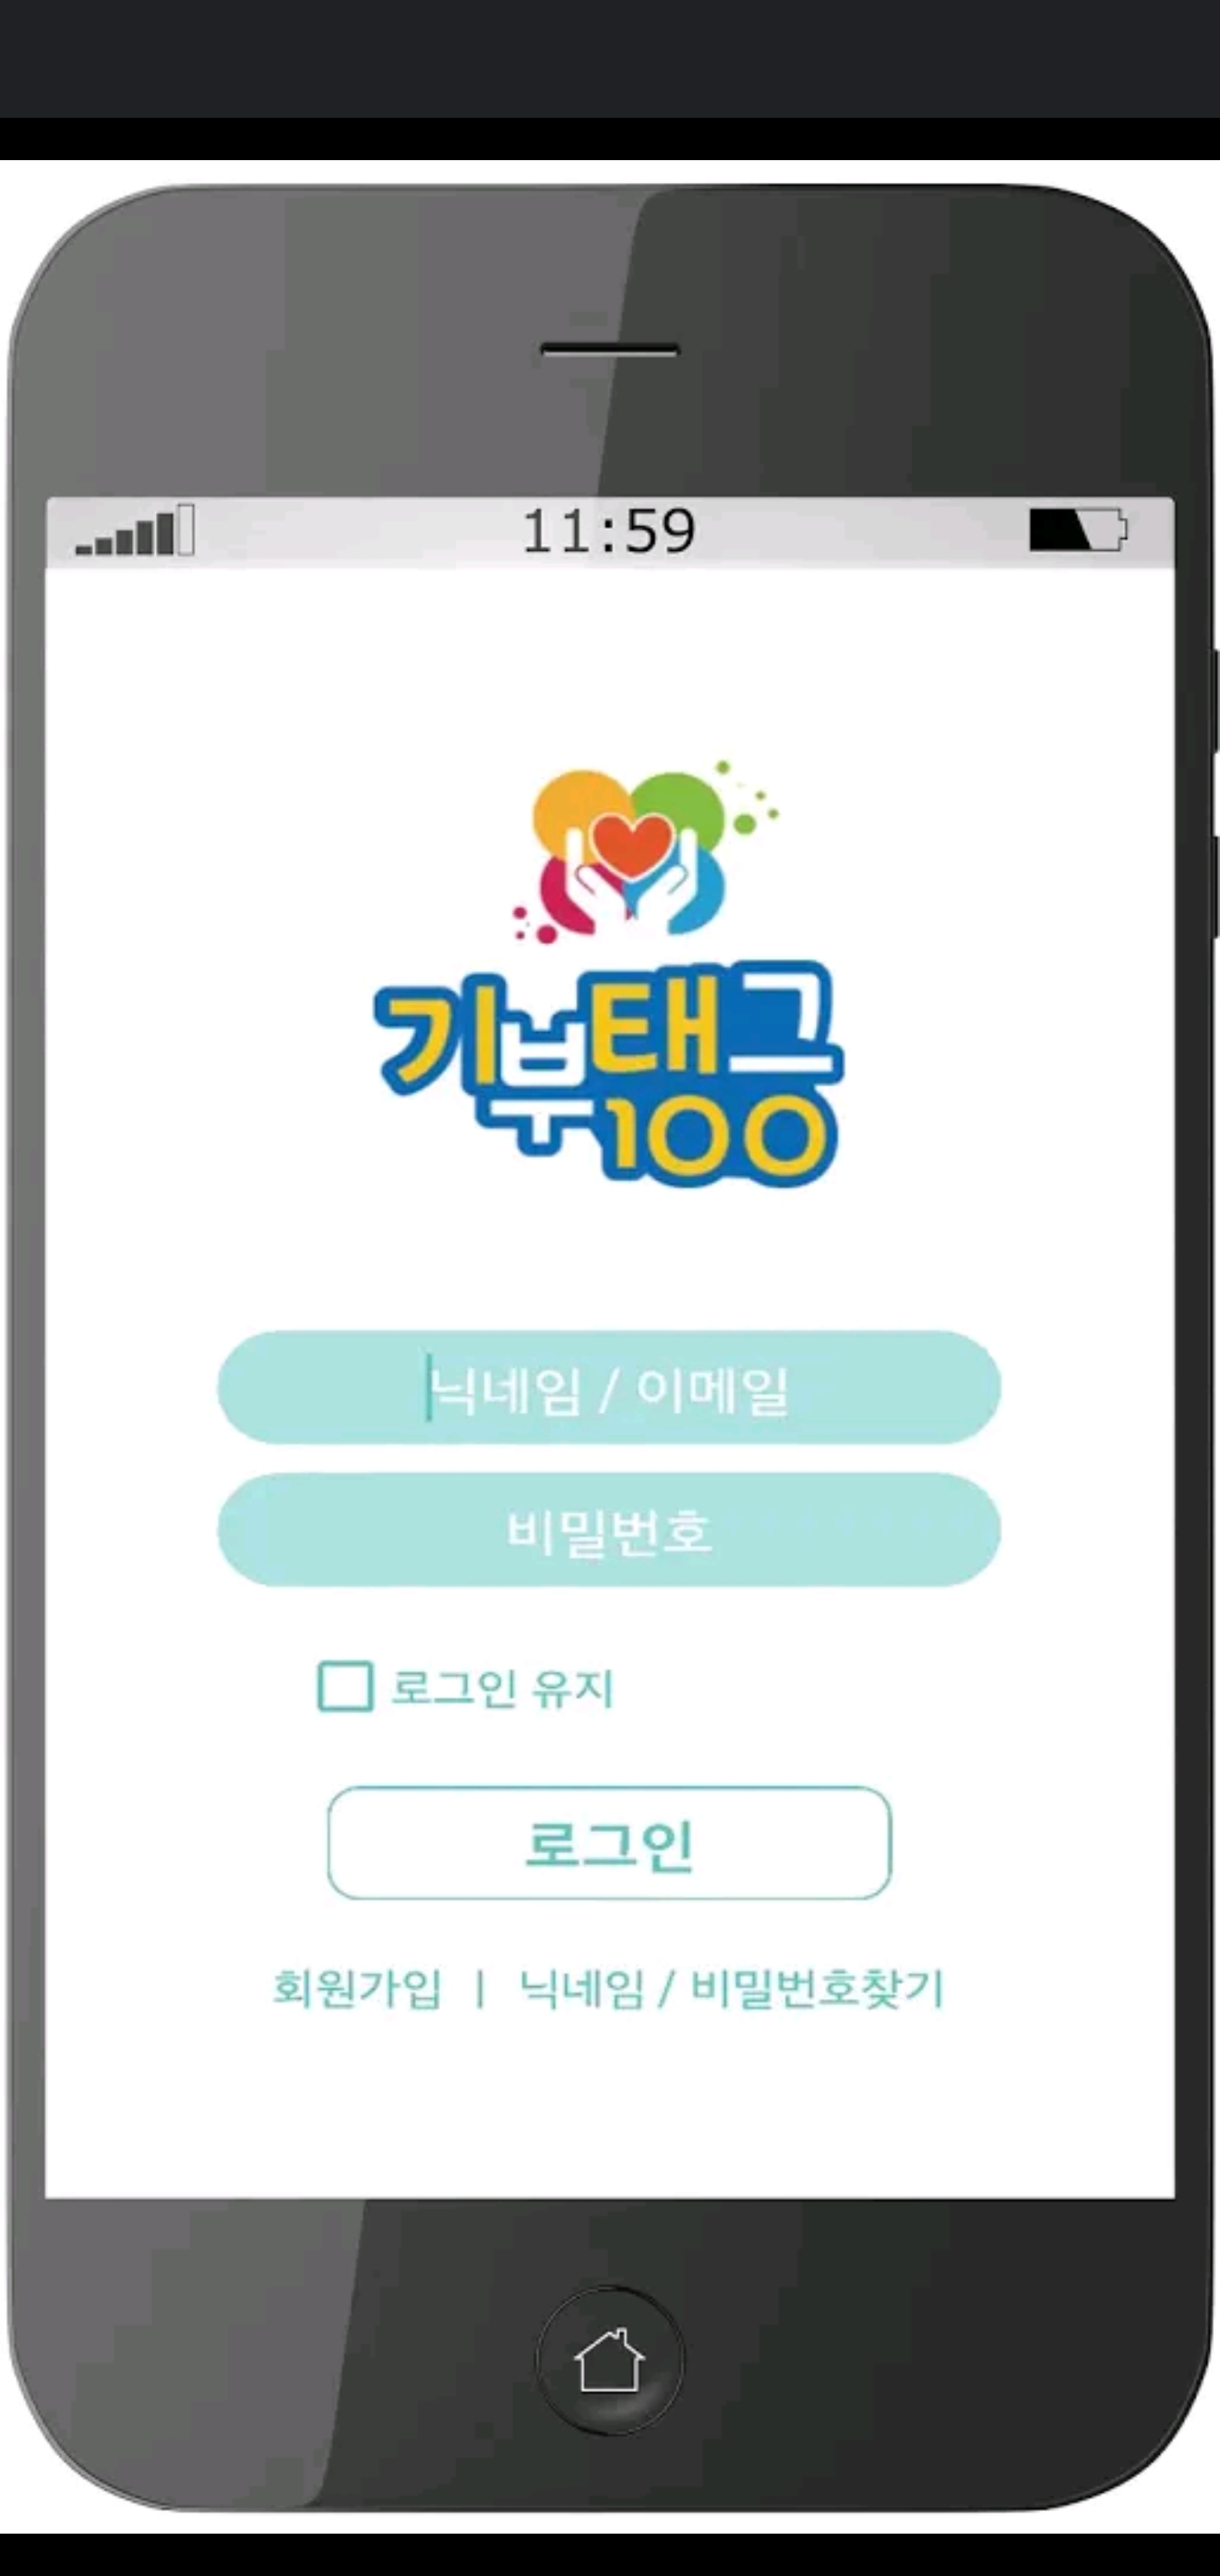 11:59
기부태그
100
닉네임 / 이메일
비밀번호
로그인 유지
로그인
회원가입 | 닉네임 / 비밀번호찾기